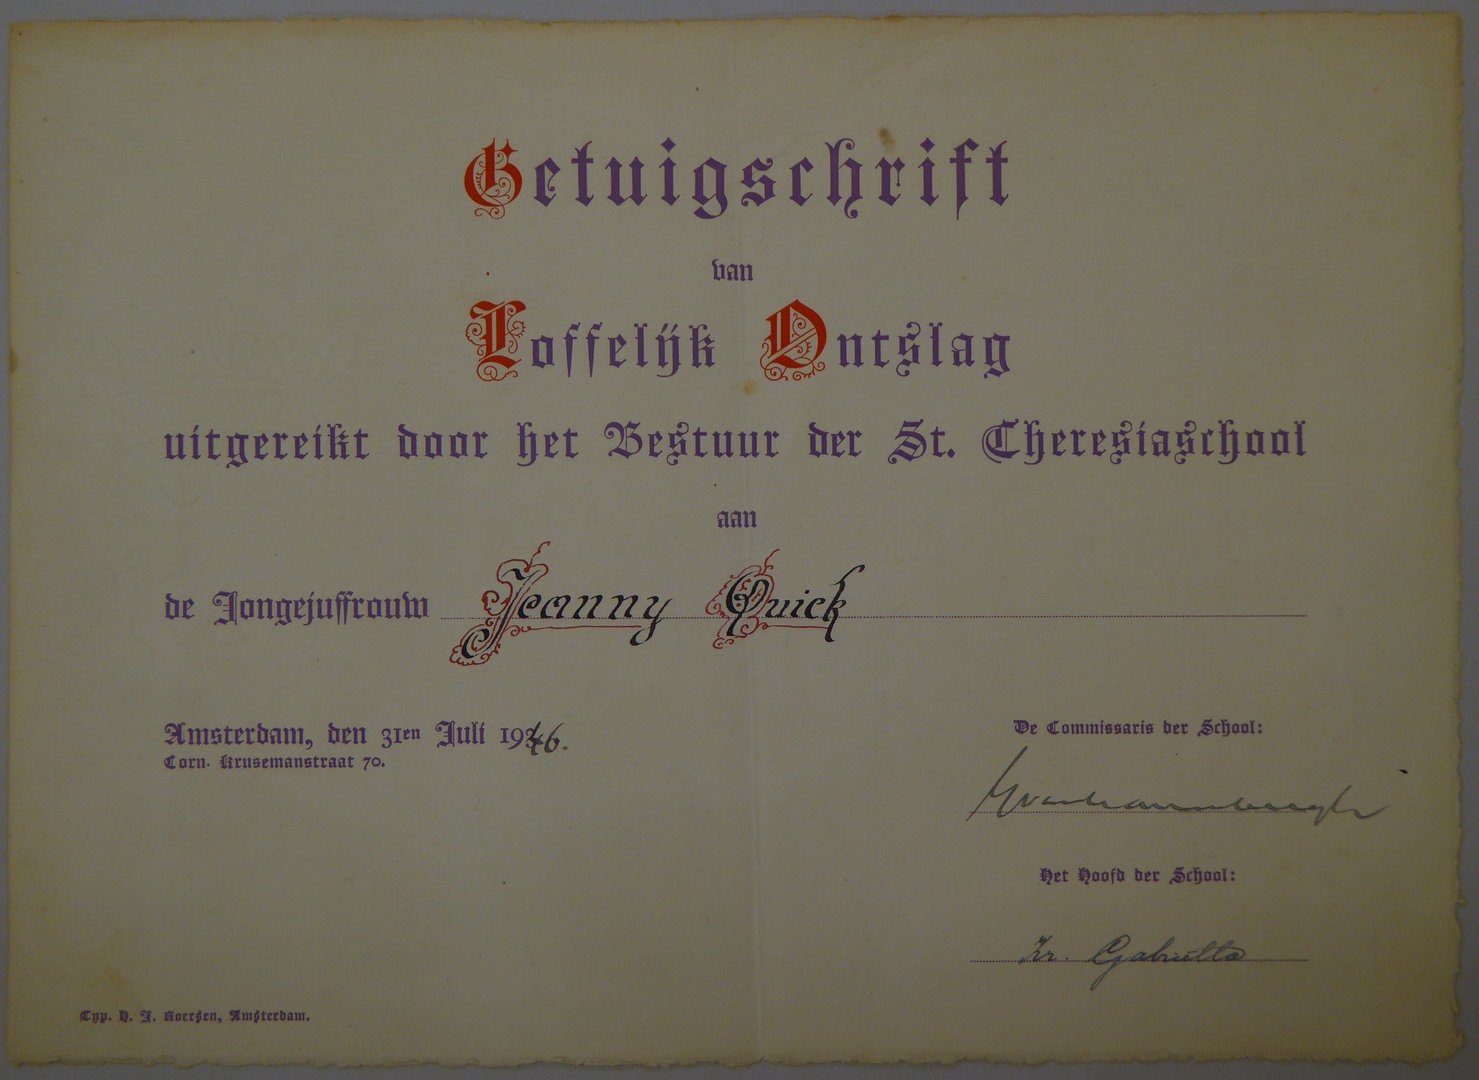 Getuigschrift
van
Loffelijk Ontslag
uitgereikt door het Bestuur der St. Theresiaschool
aan
de Jongejuffrouw Jeanny Quick
Amsterdam, den 31en Juli 1946.
Corn. Krusemanstraat 70.
De Commissaris der School:
Het Hoofd der School:
Zr. Gabriëlla
Typ. H. J. Koersen, Amsterdam.